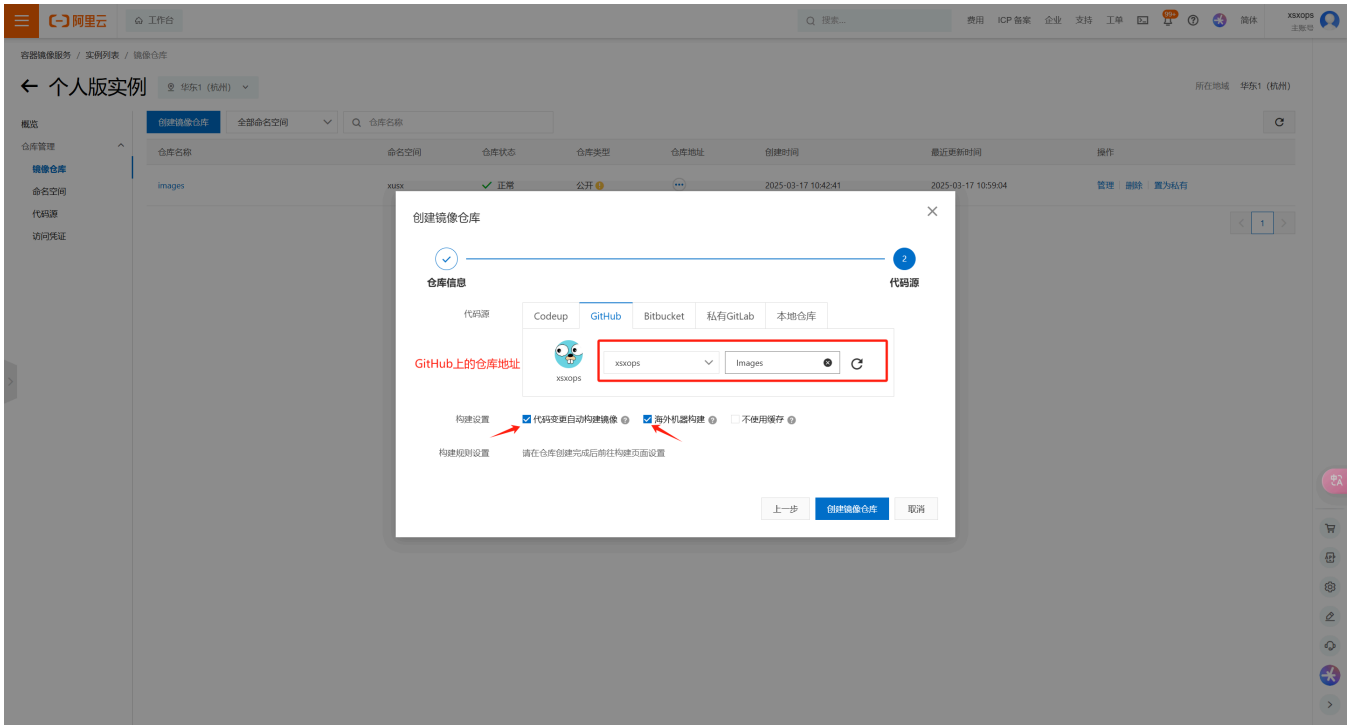 阿里云 工作台 搜索... 费用 ICP 备案 企业 支持 工单 99+ 简体 xsxops
主账号
容器镜像服务 / 实例列表 / 镜像仓库
个人版实例 华东1 (杭州) 所在地域 华东1 (杭州)
概览
仓库管理
镜像仓库
命名空间
代码源
访问凭证
创建镜像仓库 全部命名空间 仓库名称
仓库名称 命名空间 仓库状态 仓库类型 仓库地址 创建时间 最近更新时间 操作
images xusx 正常 公开 2025-03-17 10:42:41 2025-03-17 10:59:04 管理 删除 置为私有
1
创建镜像仓库
2
仓库信息 代码源
代码源 Codeup GitHub Bitbucket 私有GitLab 本地仓库
GitHub上的仓库地址 xsxops xsxops Images
构建设置 代码变更自动构建镜像 海外机器构建 不使用缓存
构建规则设置 请在仓库创建完成后前往构建页面设置
上一步 创建镜像仓库 取消